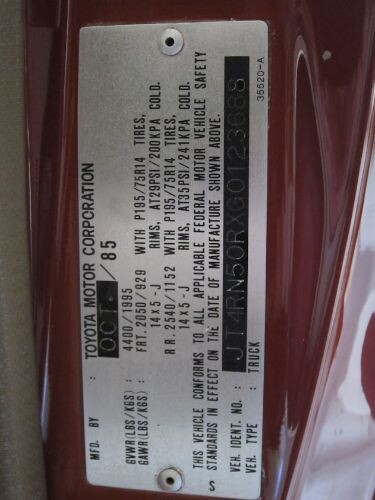 MFD. BY : TOYOTA MOTOR CORPORATION
OCT. / 85
GVWR(LBS/KGS) : 4400/1995
GAWR(LBS/KGS) : FRT. 2050/929 WITH P195/75R14 TIRES,
14x5-J RIMS, AT29PSI/200KPA COLD.
RR. 2540/1152 WITH P195/75R14 TIRES,
14x5-J RIMS, AT35PSI/241KPA COLD.
THIS VEHICLE CONFORMS TO ALL APPLICABLE FEDERAL MOTOR VEHICLE SAFETY
STANDARDS IN EFFECT ON THE DATE OF MANUFACTURE SHOWN ABOVE.
VEH. IDENT. NO. : JT4RN50RXG0123688
VEH. TYPE : TRUCK
S
35520-A